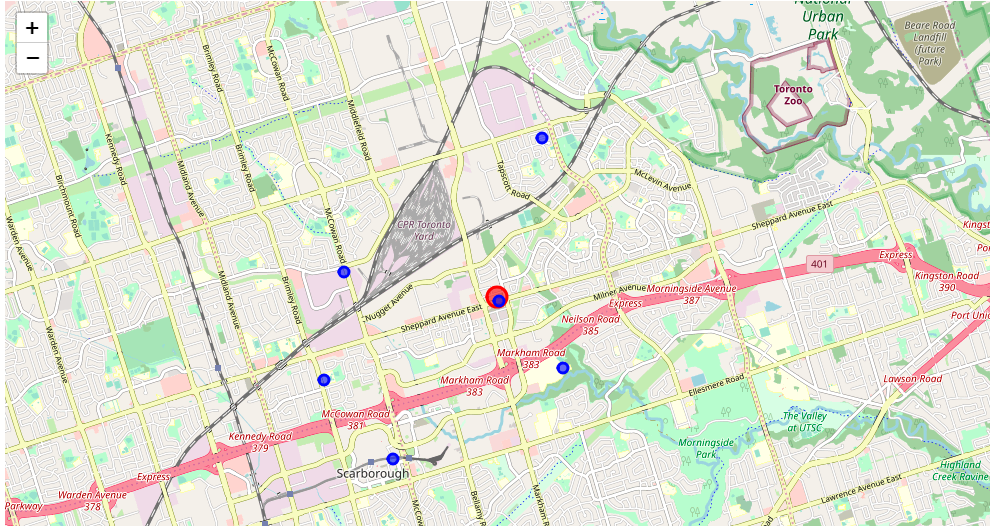 +
−
National
Urban
Park
Beare Road
Landfill
(future
Park)
Toronto
Zoo
Brimley Road
McCowan Road
Middlefield Road
Kennedy Road
Birchmount Road
Midland Avenue
Brimley Road
McCowan Road
Warden Avenue
Tapscott Road
McLevin Avenue
Sheppard Avenue East
CPR Toronto
Yard
Nugget Avenue
Sheppard Avenue East
Milner Avenue
Morningside Avenue
387
401
Express
Kingston Road
390
Express
Neilson Road
385
Markham Road
383
Markham Road
383
McCowan Road
381
Kennedy Road
379
Express
Warden Avenue
378
Parkway
Midland Avenue
Brimley Road
Warden Avenue
Ellesmere Road
Lawson Road
The Valley
at UTSC
Morningside
Park
Highland
Creek Ravine
Lawrence Avenue East
Scarborough